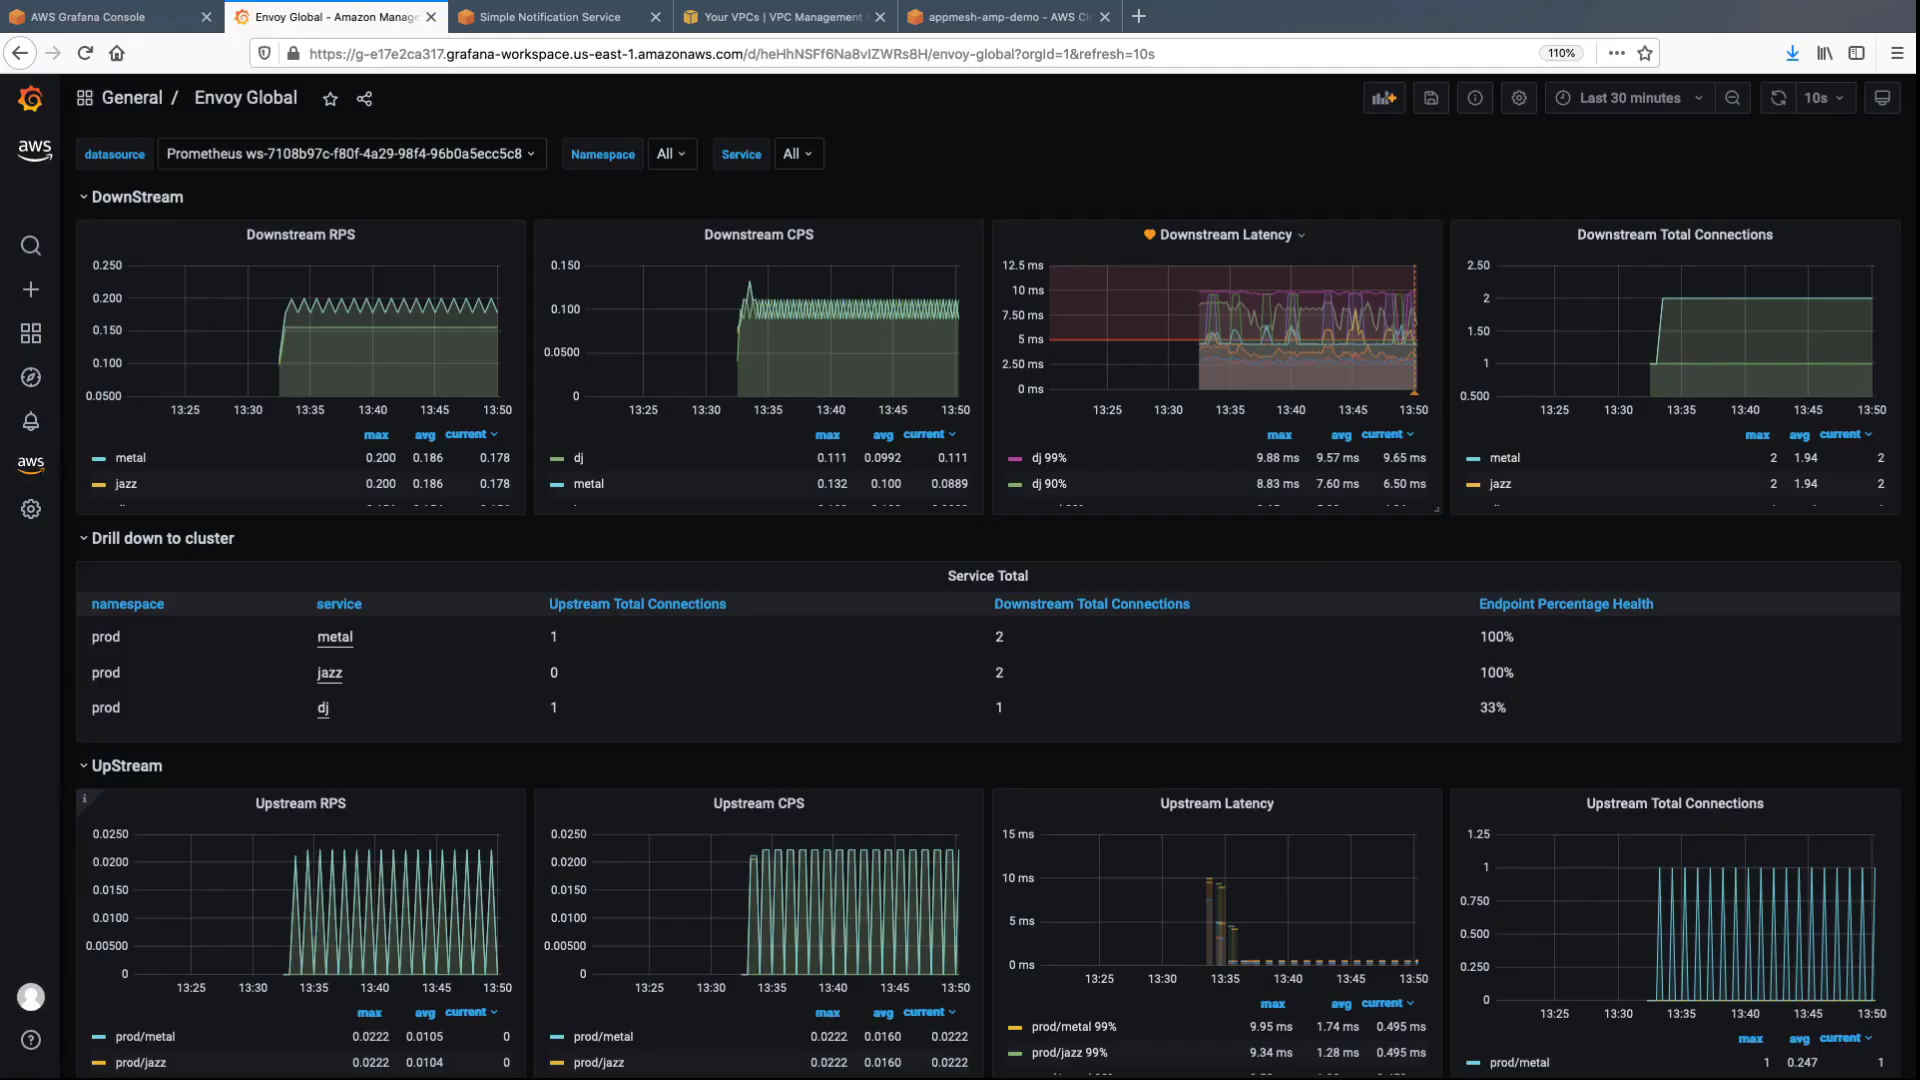 AWS Grafana Console
Envoy Global - Amazon Manage
Simple Notification Service
Your VPCs | VPC Management
appmesh-amp-demo - AWS Cl
https://g-e17e2ca317.grafana-workspace.us-east-1.amazonaws.com/d/heHhNSFf6Na8vIZWRs8H/envoy-global?orgId=1&refresh=10s
110%
General / Envoy Global
Last 30 minutes
10s
aws
datasource Prometheus ws-7108b97c-f80f-4a29-98f4-96b0a5ecc5c8
Namespace All
Service All
DownStream
Downstream RPS
0.250
0.200
0.150
0.100
0.0500
13:25 13:30 13:35 13:40 13:45 13:50
max avg current
metal 0.200 0.186 0.178
jazz 0.200 0.186 0.178
Downstream CPS
0.150
0.100
0.0500
0
13:25 13:30 13:35 13:40 13:45 13:50
max avg current
dj 0.111 0.0992 0.111
metal 0.132 0.100 0.0889
Downstream Latency
12.5 ms
10 ms
7.50 ms
5 ms
2.50 ms
0 ms
13:25 13:30 13:35 13:40 13:45 13:50
max avg current
dj 99% 9.88 ms 9.57 ms 9.65 ms
dj 90% 8.83 ms 7.60 ms 6.50 ms
Downstream Total Connections
2.50
2
1.50
1
0.500
13:25 13:30 13:35 13:40 13:45 13:50
max avg current
metal 2 1.94 2
jazz 2 1.94 2
aws
Drill down to cluster
Service Total
namespace service Upstream Total Connections Downstream Total Connections Endpoint Percentage Health
prod metal 1 2 100%
prod jazz 0 2 100%
prod dj 1 1 33%
UpStream
Upstream RPS
0.0250
0.0200
0.0150
0.0100
0.00500
0
13:25 13:30 13:35 13:40 13:45 13:50
max avg current
prod/metal 0.0222 0.0105 0
prod/jazz 0.0222 0.0104 0
Upstream CPS
0.0250
0.0200
0.0150
0.0100
0.00500
0
13:25 13:30 13:35 13:40 13:45 13:50
max avg current
prod/metal 0.0222 0.0160 0.0222
prod/jazz 0.0222 0.0160 0.0222
Upstream Latency
15 ms
10 ms
5 ms
0 ms
13:25 13:30 13:35 13:40 13:45 13:50
max avg current
prod/metal 99% 9.95 ms 1.74 ms 0.495 ms
prod/jazz 99% 9.34 ms 1.28 ms 0.495 ms
Upstream Total Connections
1.25
1
0.750
0.500
0.250
0
13:25 13:30 13:35 13:40 13:45 13:50
max avg current
prod/metal 1 0.247 1